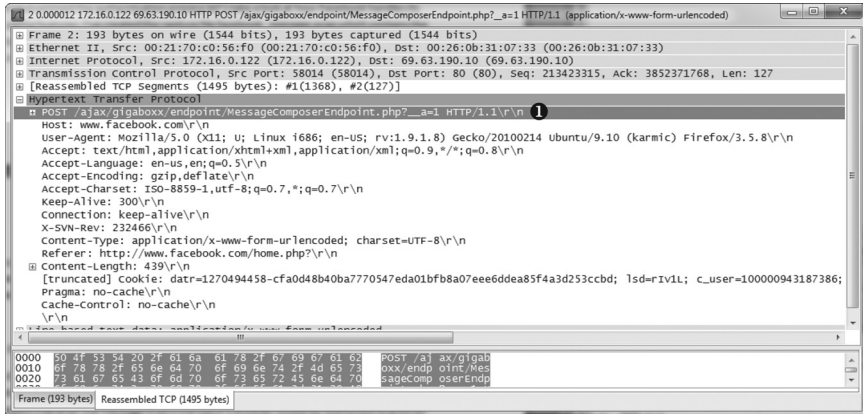 2 0.000012 172.16.0.122 69.63.190.10 HTTP POST /ajax/gigaboxx/endpoint/MessageComposerEndpoint.php?__a=1 HTTP/1.1 (application/x-www-form-urlencoded)
Frame 2: 193 bytes on wire (1544 bits), 193 bytes captured (1544 bits)
Ethernet II, Src: 00:21:70:c0:56:f0 (00:21:70:c0:56:f0), Dst: 00:26:0b:31:07:33 (00:26:0b:31:07:33)
Internet Protocol, Src: 172.16.0.122 (172.16.0.122), Dst: 69.63.190.10 (69.63.190.10)
Transmission Control Protocol, Src Port: 58014 (58014), Dst Port: 80 (80), Seq: 213423315, Ack: 3852371768, Len: 127
[Reassembled TCP Segments (1495 bytes): #1(1368), #2(127)]
Hypertext Transfer Protocol
POST /ajax/gigaboxx/endpoint/MessageComposerEndpoint.php?__a=1 HTTP/1.1\r\n ❶
Host: www.facebook.com\r\n
User-Agent: Mozilla/5.0 (X11; U; Linux i686; en-US; rv:1.9.1.8) Gecko/20100214 Ubuntu/9.10 (karmic) Firefox/3.5.8\r\n
Accept: text/html,application/xhtml+xml,application/xml;q=0.9,*/*;q=0.8\r\n
Accept-Language: en-us,en;q=0.5\r\n
Accept-Encoding: gzip,deflate\r\n
Accept-Charset: ISO-8859-1,utf-8;q=0.7,*;q=0.7\r\n
Keep-Alive: 300\r\n
Connection: keep-alive\r\n
X-SVN-Rev: 232466\r\n
Content-Type: application/x-www-form-urlencoded; charset=UTF-8\r\n
Referer: http://www.facebook.com/home.php?\r\n
Content-Length: 439\r\n
[truncated] Cookie: datr=1270494458-cfa0d48b40ba7770547eda01bfb8a07eee6ddea85f4a3d253ccbd; lsd=rIv1L; c_user=100000943187386;
Pragma: no-cache\r\n
Cache-Control: no-cache\r\n
\r\n
Line-based text data: application/x-www-form-urlencoded
0000 50 4f 53 54 20 2f 61 6a 61 78 2f 67 69 67 61 62 POST /aj ax/gigab
0010 6f 78 78 2f 65 6e 64 70 6f 69 6e 74 2f 4d 65 73 oxx/endp oint/Mes
0020 73 61 67 65 43 6f 6d 70 6f 73 65 72 45 6e 64 70 sageComp oserEndp
Frame (193 bytes) Reassembled TCP (1495 bytes)